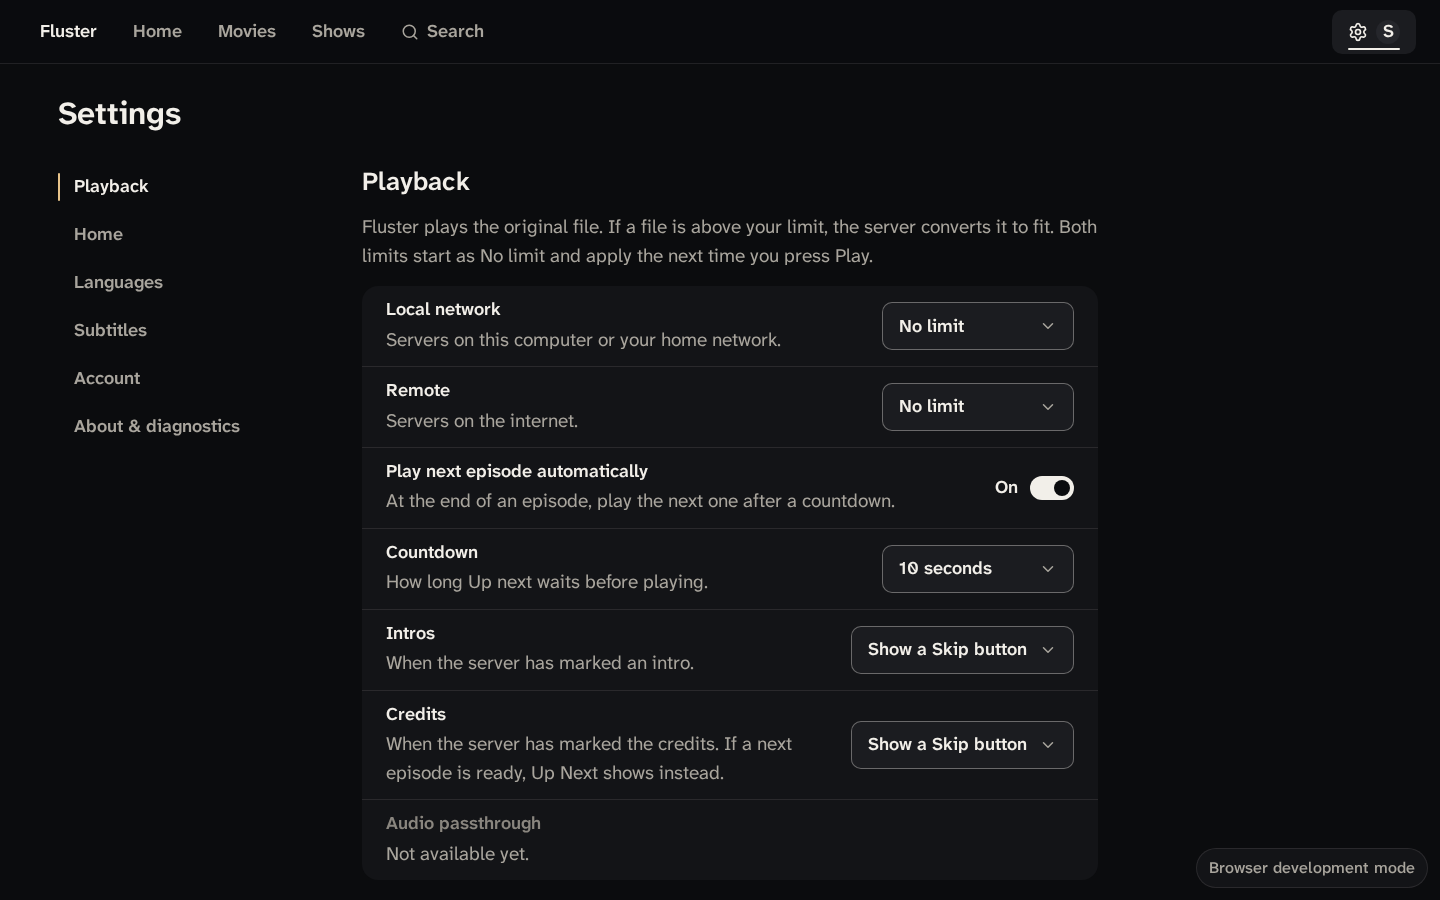 Fluster
Home
Movies
Shows
Search
S
Settings
Playback
Home
Languages
Subtitles
Account
About & diagnostics
Playback
Fluster plays the original file. If a file is above your limit, the server converts it to fit. Both
limits start as No limit and apply the next time you press Play.
Local network
Servers on this computer or your home network.
No limit
Remote
Servers on the internet.
No limit
Play next episode automatically
At the end of an episode, play the next one after a countdown.
On
Countdown
How long Up next waits before playing.
10 seconds
Intros
When the server has marked an intro.
Show a Skip button
Credits
When the server has marked the credits. If a next
episode is ready, Up Next shows instead.
Show a Skip button
Audio passthrough
Not available yet.
Browser development mode